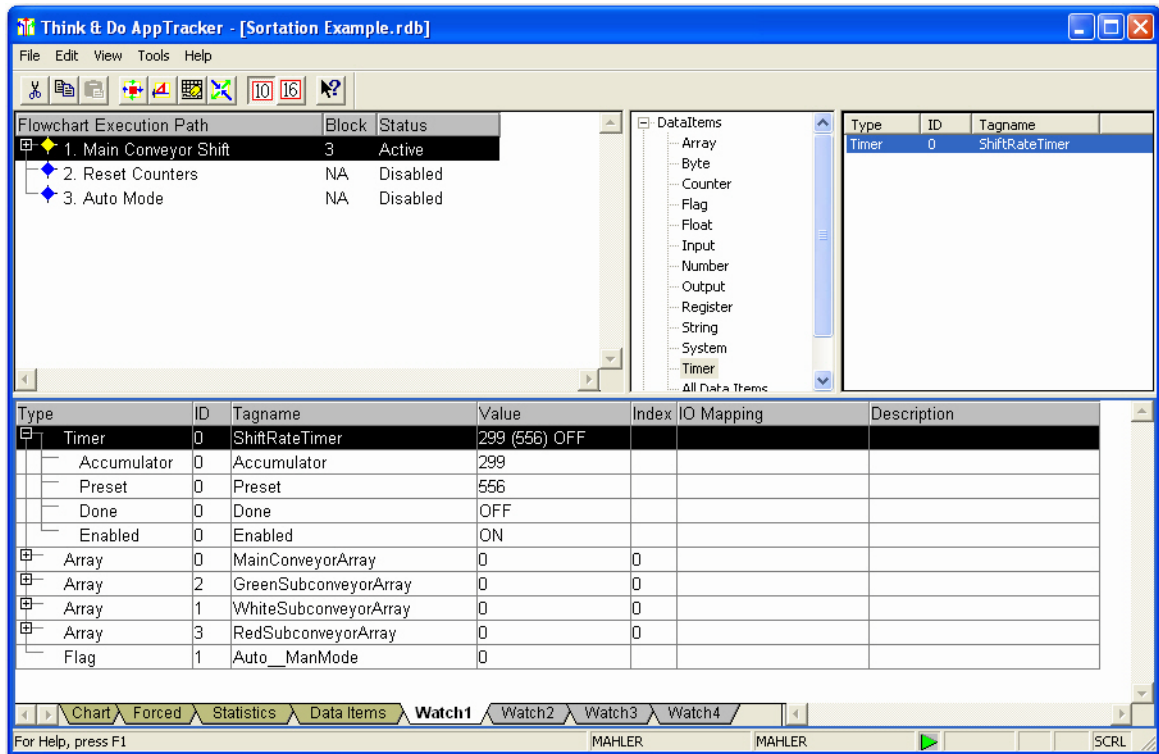 Think & Do AppTracker - [Sortation Example.rdb]
File Edit View Tools Help
10 16
Flowchart Execution Path Block Status
1. Main Conveyor Shift 3 Active
2. Reset Counters NA Disabled
3. Auto Mode NA Disabled
DataItems
Array
Byte
Counter
Flag
Float
Input
Number
Output
Register
String
System
Timer
All Data Items
Type ID Tagname
Timer 0 ShiftRateTimer
Type ID Tagname Value Index IO Mapping Description
Timer 0 ShiftRateTimer 299 (556) OFF
Accumulator 0 Accumulator 299
Preset 0 Preset 556
Done 0 Done OFF
Enabled 0 Enabled ON
Array 0 MainConveyorArray 0 0
Array 2 GreenSubconveyorArray 0 0
Array 1 WhiteSubconveyorArray 0 0
Array 3 RedSubconveyorArray 0 0
Flag 1 Auto__ManMode 0
Chart Forced Statistics Data Items Watch1 Watch2 Watch3 Watch4
For Help, press F1 MAHLER MAHLER SCRL